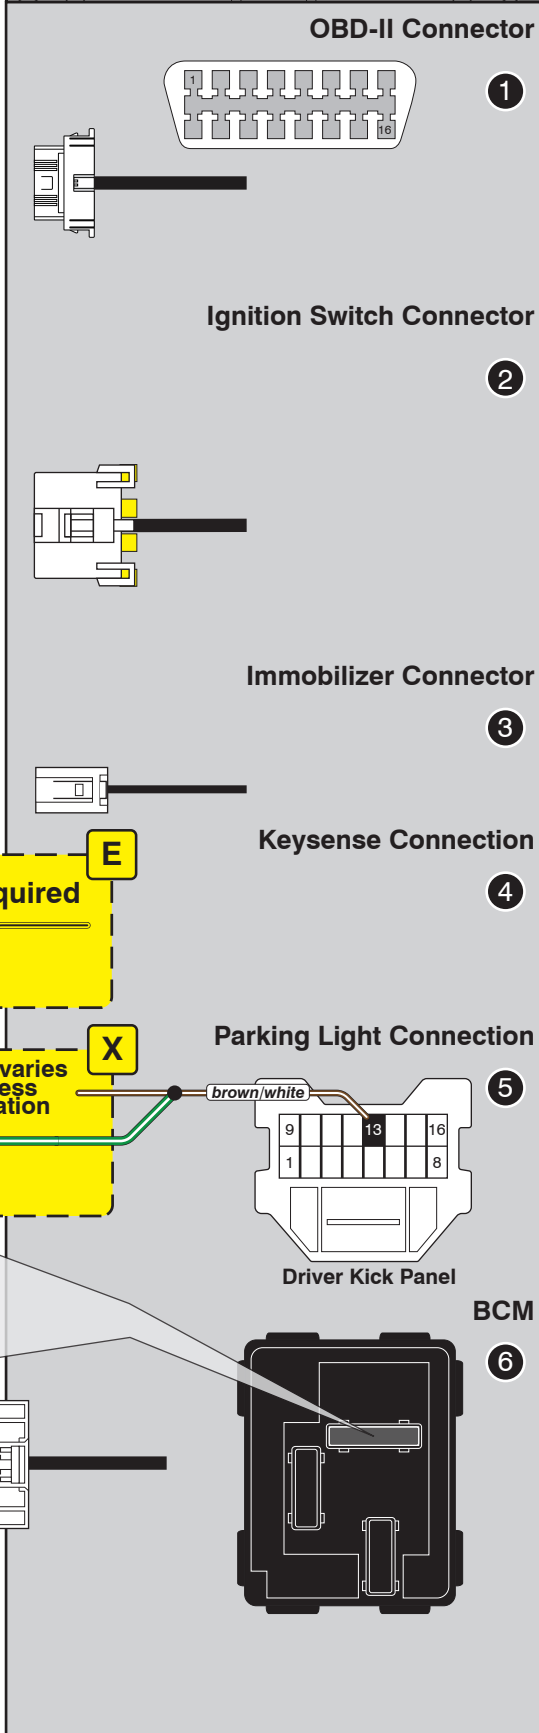 OBD-II Connector
1
1
16
Ignition Switch Connector
2
Immobilizer Connector
3
Keysense Connection
4
E
quired
X
varies
ess
ation
Parking Light Connection
5
brown/white
9 13 16
1 8
Driver Kick Panel
BCM
6